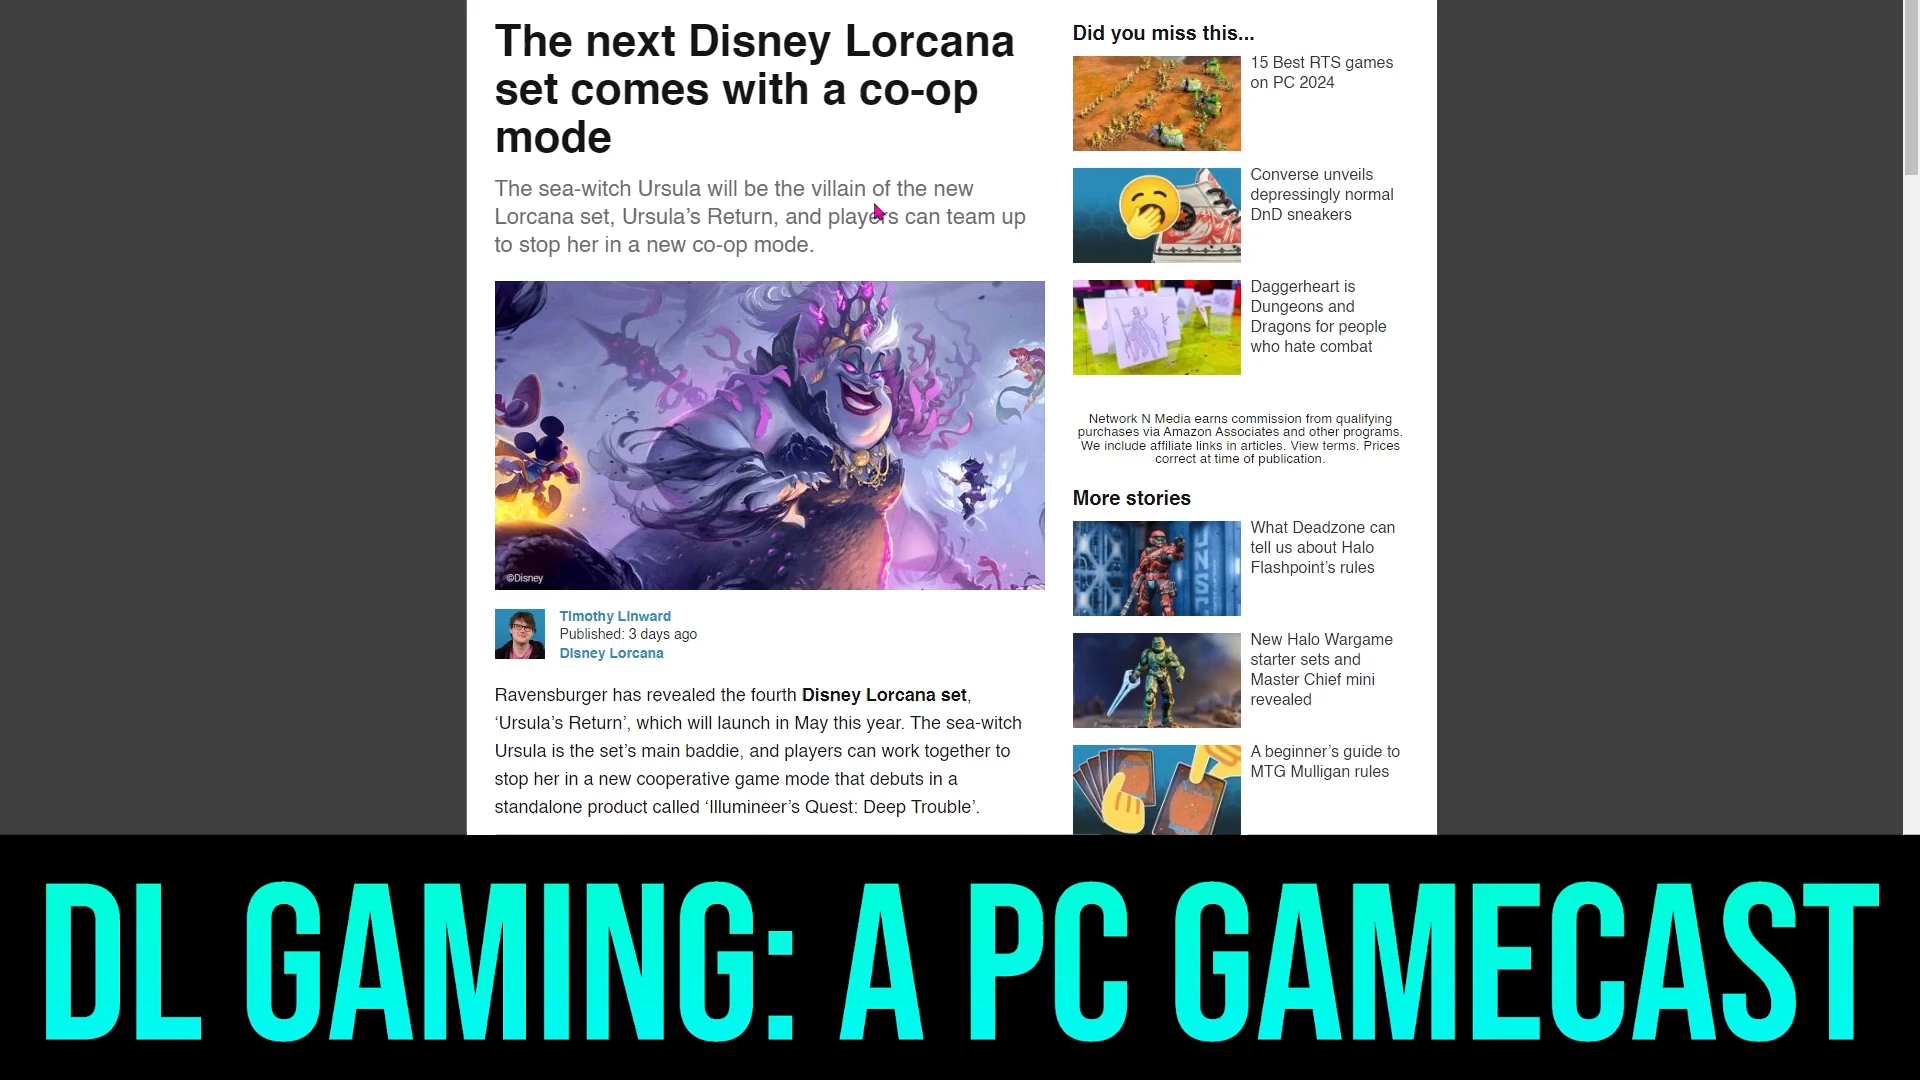 The next Disney Lorcana
set comes with a co-op
mode
The sea-witch Ursula will be the villain of the new
Lorcana set, Ursula’s Return, and players can team up
to stop her in a new co-op mode.
©Disney
Timothy Linward
Published: 3 days ago
Disney Lorcana
Ravensburger has revealed the fourth Disney Lorcana set,
‘Ursula’s Return’, which will launch in May this year. The sea-witch
Ursula is the set’s main baddie, and players can work together to
stop her in a new cooperative game mode that debuts in a
standalone product called ‘Illumineer’s Quest: Deep Trouble’.
Did you miss this...
15 Best RTS games
on PC 2024
Converse unveils
depressingly normal
DnD sneakers
Daggerheart is
Dungeons and
Dragons for people
who hate combat
Network N Media earns commission from qualifying
purchases via Amazon Associates and other programs.
We include affiliate links in articles. View terms. Prices
correct at time of publication.
More stories
What Deadzone can
tell us about Halo
Flashpoint’s rules
UNSC
New Halo Wargame
starter sets and
Master Chief mini
revealed
A beginner’s guide to
MTG Mulligan rules
DL GAMING: A PC GAMECAST